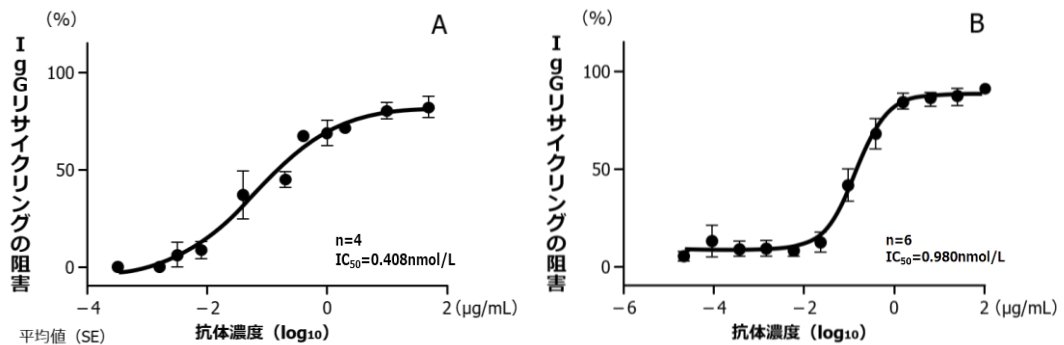 (%)
A
IgGリサイクリングの阻害
100
50
0
n=4
IC₅₀=0.408nmol/L
−4
−2
0
2
(μg/mL)
抗体濃度（log₁₀）
平均値（SE）
(%)
B
IgGリサイクリングの阻害
100
50
0
n=6
IC₅₀=0.980nmol/L
−6
−4
−2
0
2
(μg/mL)
抗体濃度（log₁₀）